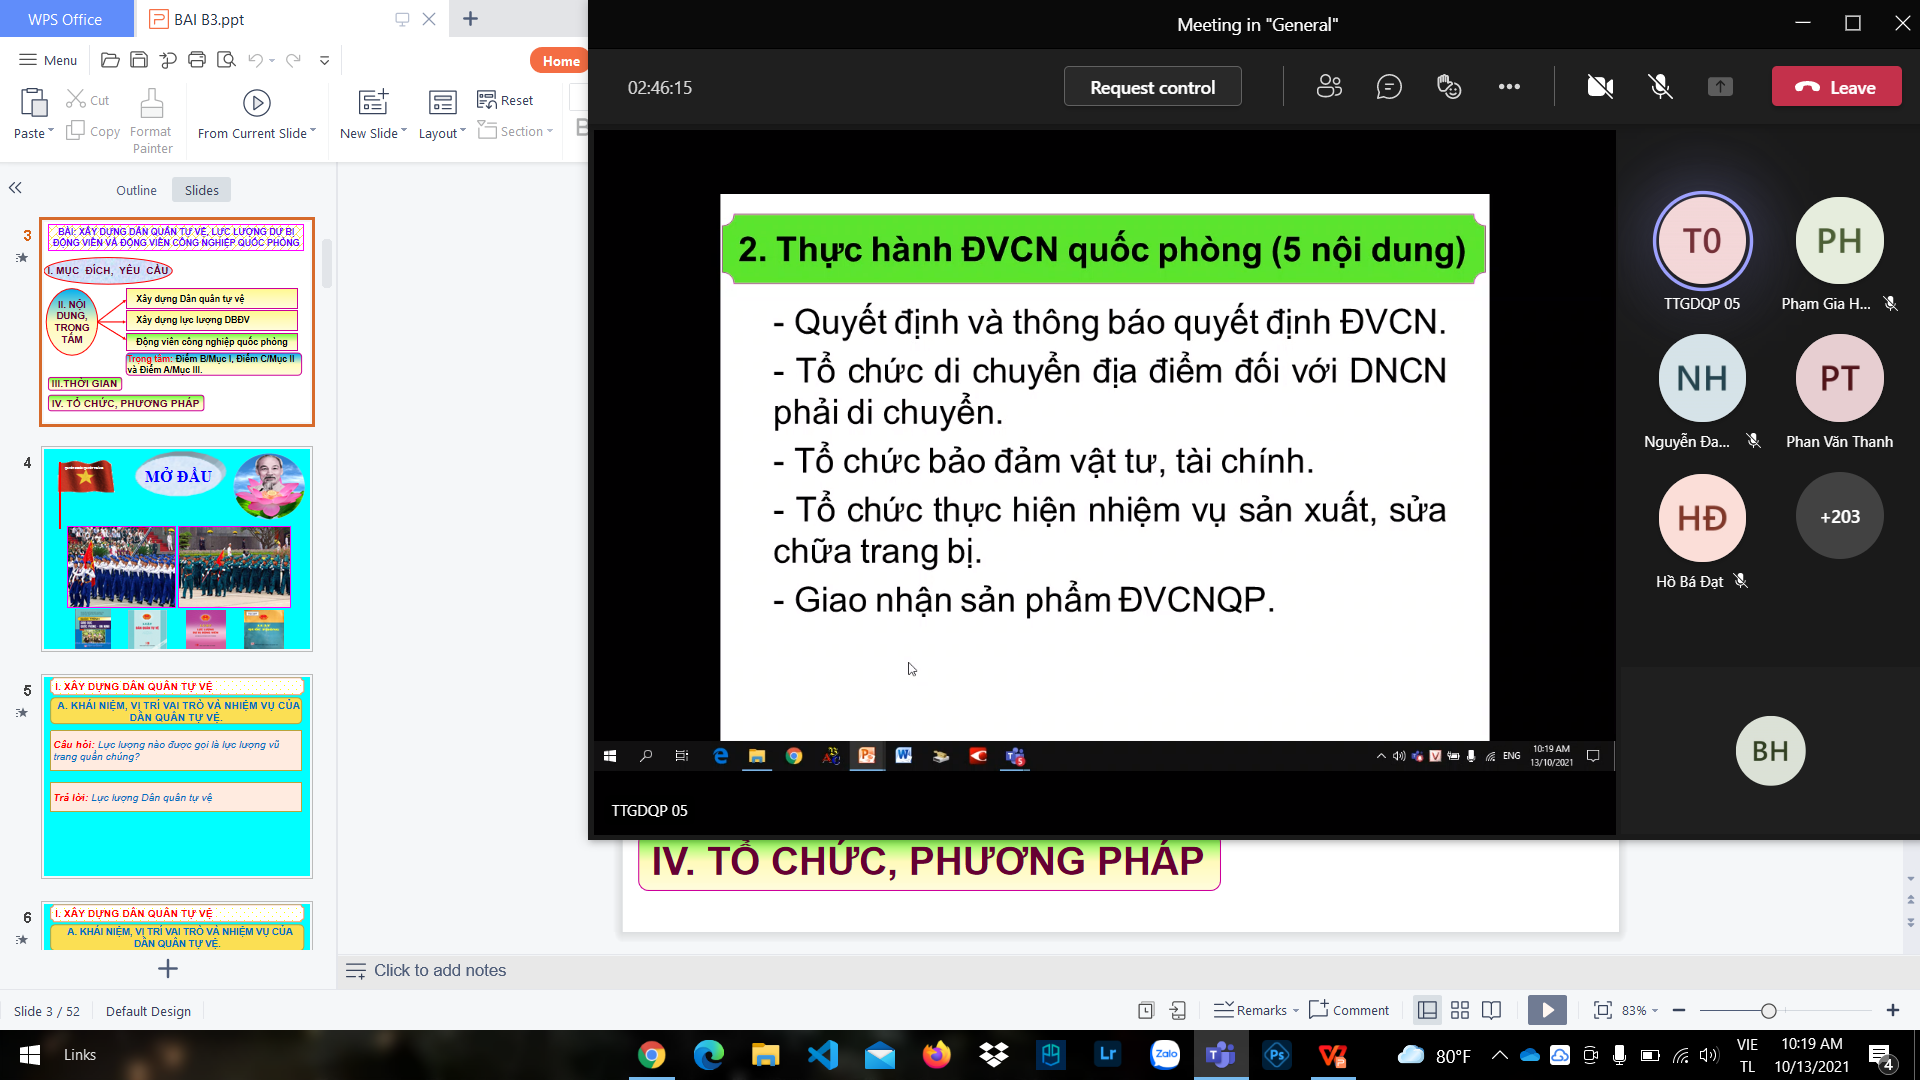 WPS Office
BAI B3.ppt
Menu
Home
Paste
Cut
Copy
Format
Painter
From Current Slide
New Slide
Layout
Reset
Section
B
Outline
Slides
3
BÀI: XÂY DỰNG DÂN QUÂN TỰ VỆ, LỰC LƯỢNG DỰ BỊ
ĐỘNG VIÊN VÀ ĐỘNG VIÊN CÔNG NGHIỆP QUỐC PHÒNG
I. MỤC ĐÍCH, YÊU CẦU
II. NỘI
DUNG,
TRỌNG
TÂM
Xây dựng Dân quân tự vệ
Xây dựng lực lượng DBĐV
Động viên công nghiệp quốc phòng
Trọng tâm: Điểm B/Mục I, Điểm C/Mục II
và Điểm A/Mục III.
III.THỜI GIAN
IV. TỔ CHỨC, PHƯƠNG PHÁP
4
MỞ ĐẦU
5
I. XÂY DỰNG DÂN QUÂN TỰ VỆ
A. KHÁI NIỆM, VỊ TRÍ VAI TRÒ VÀ NHIỆM VỤ CỦA
DÂN QUÂN TỰ VỆ.
Câu hỏi: Lực lượng nào được gọi là lực lượng vũ
trang quần chúng?
Trả lời: Lực lượng Dân quân tự vệ
6
I. XÂY DỰNG DÂN QUÂN TỰ VỆ
A. KHÁI NIỆM, VỊ TRÍ VAI TRÒ VÀ NHIỆM VỤ CỦA
DÂN QUÂN TỰ VỆ.
Meeting in "General"
02:46:15
Request control
Leave
2. Thực hành ĐVCN quốc phòng (5 nội dung)
- Quyết định và thông báo quyết định ĐVCN.
- Tổ chức di chuyển địa điểm đối với DNCN
phải di chuyển.
- Tổ chức bảo đảm vật tư, tài chính.
- Tổ chức thực hiện nhiệm vụ sản xuất, sửa
chữa trang bị.
- Giao nhận sản phẩm ĐVCNQP.
ENG
10:19 AM
13/10/2021
TTGDQP 05
T0
TTGDQP 05
PH
Phạm Gia H...
NH
Nguyễn Đa...
PT
Phan Văn Thanh
HĐ
Hồ Bá Đạt
+203
BH
IV. TỔ CHỨC, PHƯƠNG PHÁP
Click to add notes
Slide 3 / 52
Default Design
Remarks
Comment
83%
Links
Lr
Zalo
Ps
80°F
VIE
TL
10:19 AM
10/13/2021
4